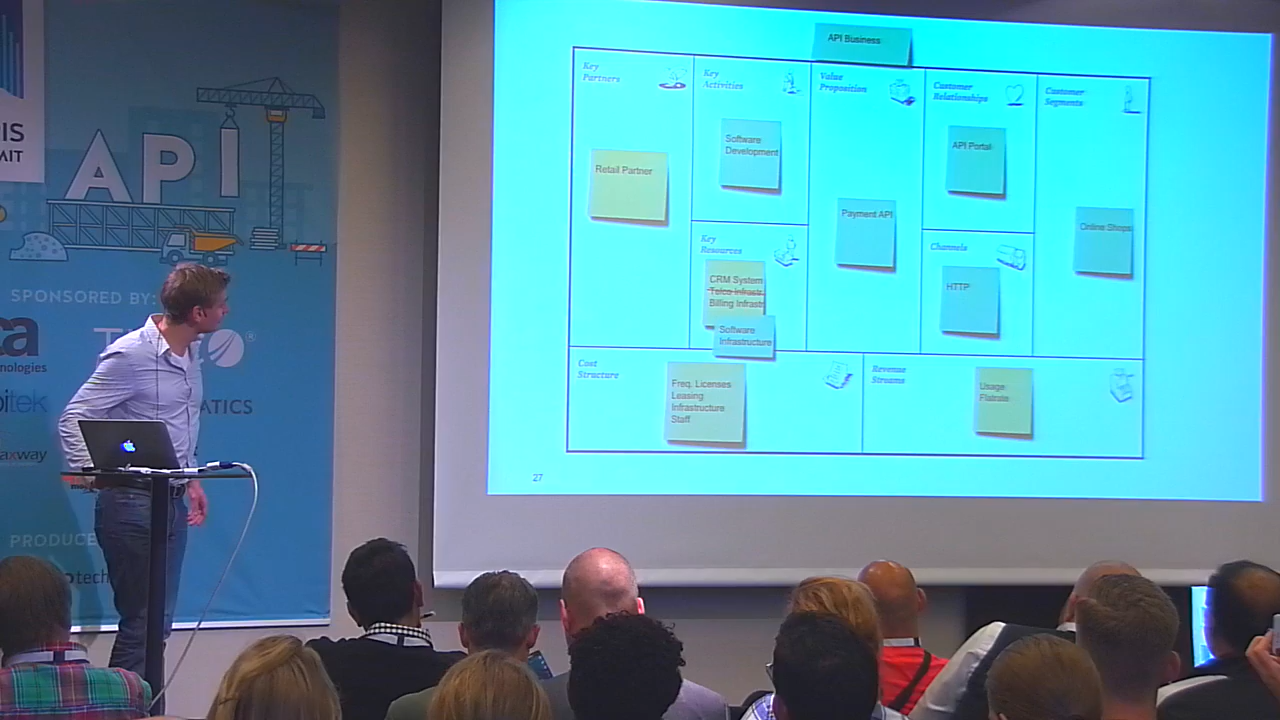 API
SPONSORED BY:
axway
PRODUCE
API Business
Key
Partners
Key
Activities
Value
Proposition
Customer
Relationships
Customer
Segments
Retail Partner
Software
Development
Payment API
API Portal
Online Shops
Key
Resources
CRM System
Telco Infrastr.
Billing Infrastr
Software
Infrastructure
Channels
HTTP
Cost
Structure
Freq. Licenses
Leasing
Infrastructure
Staff
Revenue
Streams
Usage
Flatrate
27